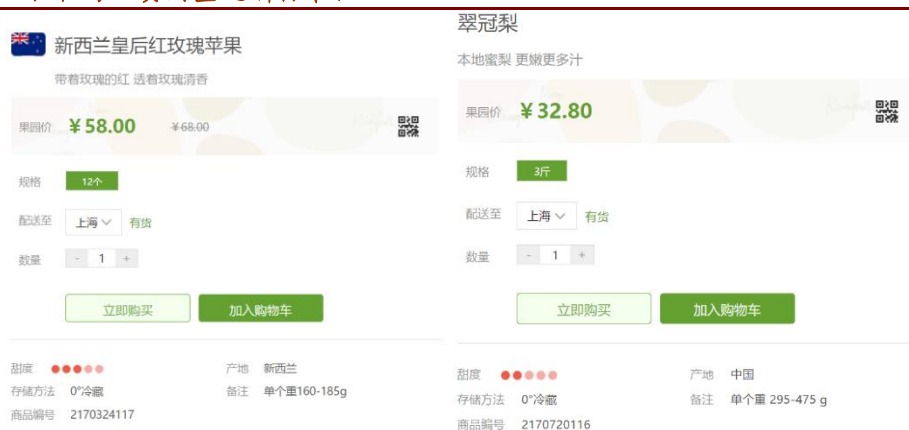 新西兰皇后红玫瑰苹果
带着玫瑰的红 透着玫瑰清香
果园价 ¥58.00 ¥68.00
规格 12个
配送至 上海 有货
数量 - 1 +
立即购买 加入购物车
甜度 产地 新西兰
存储方法 0°冷藏 备注 单个重160-185g
商品编号 2170324117
翠冠梨
本地蜜梨 更嫩更多汁
果园价 ¥32.80
规格 3斤
配送至 上海 有货
数量 - 1 +
立即购买 加入购物车
甜度 产地 中国
存储方法 0°冷藏 备注 单个重 295-475 g
商品编号 2170720116